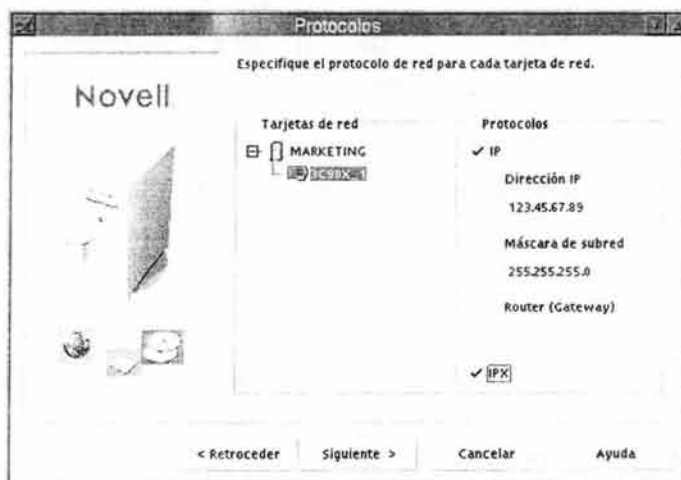 Protocolos
Especifique el protocolo de red para cada tarjeta de red.
Novell
Tarjetas de red
MARKETING
3C90X_1
Protocolos
IP
Dirección IP
123.45.67.89
Máscara de subred
255.255.255.0
Router (Gateway)
IPX
< Retroceder
Siguiente >
Cancelar
Ayuda